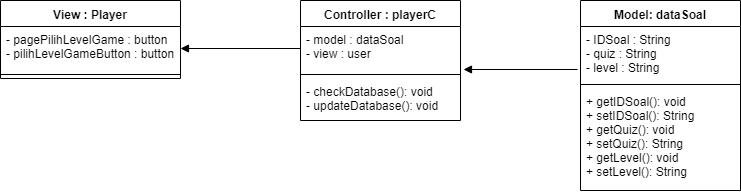 View : Player
- pagePilihLevelGame : button
- pilihLevelGameButton : button
Controller : playerC
- model : dataSoal
- view : user
- checkDatabase(): void
- updateDatabase(): void
Model: dataSoal
- IDSoal : String
- quiz : String
- level : String
+ getIDSoal(): void
+ setIDSoal(): String
+ getQuiz(): void
+ setQuiz(): String
+ getLevel(): void
+ setLevel(): String